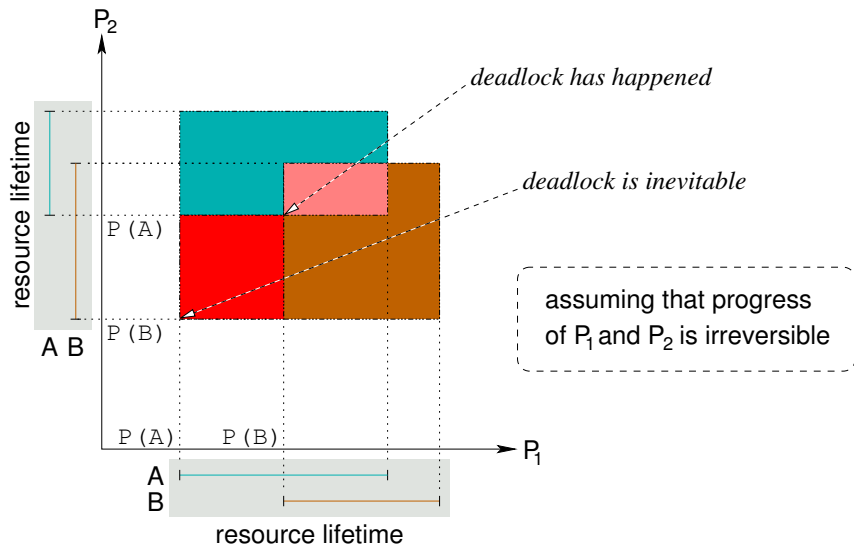 P2
deadlock has happened
resource lifetime
deadlock is inevitable
P(A)
assuming that progress
of P1 and P2 is irreversible
P(B)
A B
P(A) P(B)
P1
A
B
resource lifetime